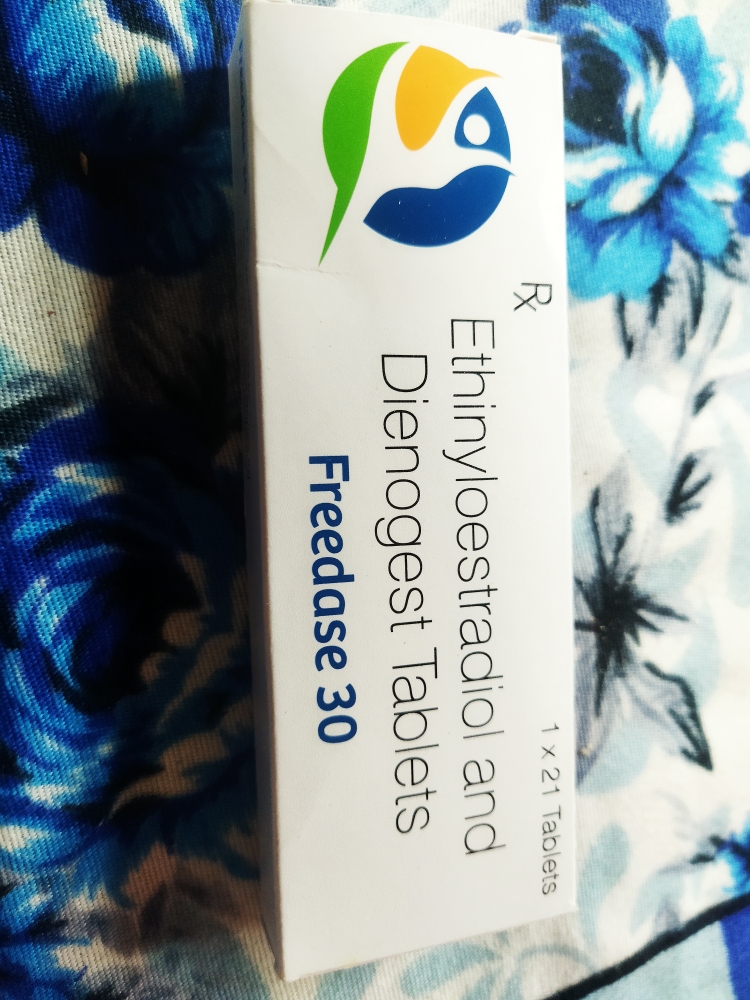 Rx
1 x 21 Tablets
Ethinyloestradiol and
Dienogest Tablets
Freedase 30